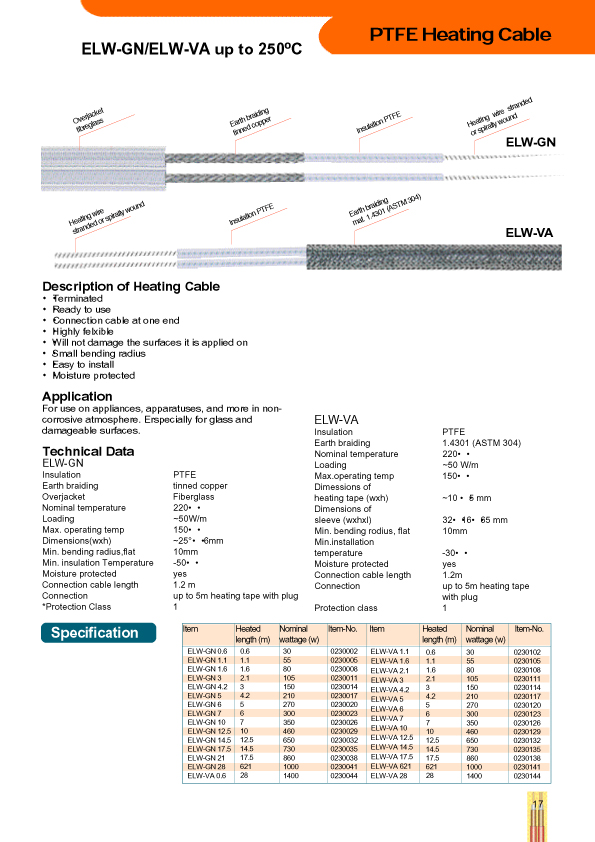 PTFE Heating Cable
ELW-GN/ELW-VA up to 250ºC
Overjacket
fibreglass
Earth braiding
tinned copper
Insulation PTFE
Heating wire stranded
or spirally wound
ELW-GN
Heating wire
stranded or spirally wound
Insulation PTFE
Earth braiding
mat. 1.4301 (ASTM 304)
ELW-VA
Description of Heating Cable
• Terminated
• Ready to use
• Connection cable at one end
• Highly felxible
• Will not damage the surfaces it is applied on
• Small bending radius
• Easy to install
• Moisture protected
Application
For use on appliances, apparatuses, and more in non-
corrosive atmosphere. Erspecially for glass and
damageable surfaces.
Technical Data
ELW-GN
Insulation PTFE
Earth braiding tinned copper
Overjacket Fiberglass
Nominal temperature 220• •
Loading ~50W/m
Max. operating temp 150• •
Dimensions(wxh) ~25°• •6mm
Min. bending radius,flat 10mm
Min. insulation Temperature -50• •
Moisture protected yes
Connection cable length 1.2 m
Connection up to 5m heating tape with plug
*Protection Class 1
ELW-VA
Insulation PTFE
Earth braiding 1.4301 (ASTM 304)
Nominal temperature 220• •
Loading ~50 W/m
Max.operating temp 150• •
Dimessions of
heating tape (wxh) ~10 • 6 mm
Dimensions of
sleeve (wxhxl) 32• •16• •65 mm
Min. bending rodius, flat 10mm
Min.installation
temperature -30• •
Moisture protected yes
Connection cable length 1.2m
Connection up to 5m heating tape
with plug
Protection class 1
Specification
Item Heated length (m) Nominal wattage (w) Item-No. Item Heated length (m) Nominal wattage (w) Item-No.
ELW-GN 0.6 0.6 30 0230002 ELW-VA 1.1 0.6 30 0230102
ELW-GN 1.1 1.1 55 0230005 ELW-VA 1.6 1.1 55 0230105
ELW-GN 1.6 1.6 80 0230008 ELW-VA 2.1 1.6 80 0230108
ELW-GN 3 2.1 105 0230011 ELW-VA 3 2.1 105 0230111
ELW-GN 4.2 3 150 0230014 ELW-VA 4.2 3 150 0230114
ELW-GN 5 4.2 210 0230017 ELW-VA 5 4.2 210 0230117
ELW-GN 6 5 270 0230020 ELW-VA 6 5 270 0230120
ELW-GN 7 6 300 0230023 ELW-VA 7 6 300 0230123
ELW-GN 10 7 350 0230026 ELW-VA 10 7 350 0230126
ELW-GN 12.5 10 460 0230029 ELW-VA 12.5 10 460 0230129
ELW-GN 14.5 12.5 650 0230032 ELW-VA 14.5 12.5 650 0230132
ELW-GN 17.5 14.5 730 0230035 ELW-VA 17.5 14.5 730 0230135
ELW-GN 21 17.5 860 0230038 ELW-VA 621 17.5 860 0230138
ELW-GN 28 621 1000 0230041 ELW-VA 28 621 1000 0230141
ELW-VA 0.6 28 1400 0230044 28 1400 0230144
17